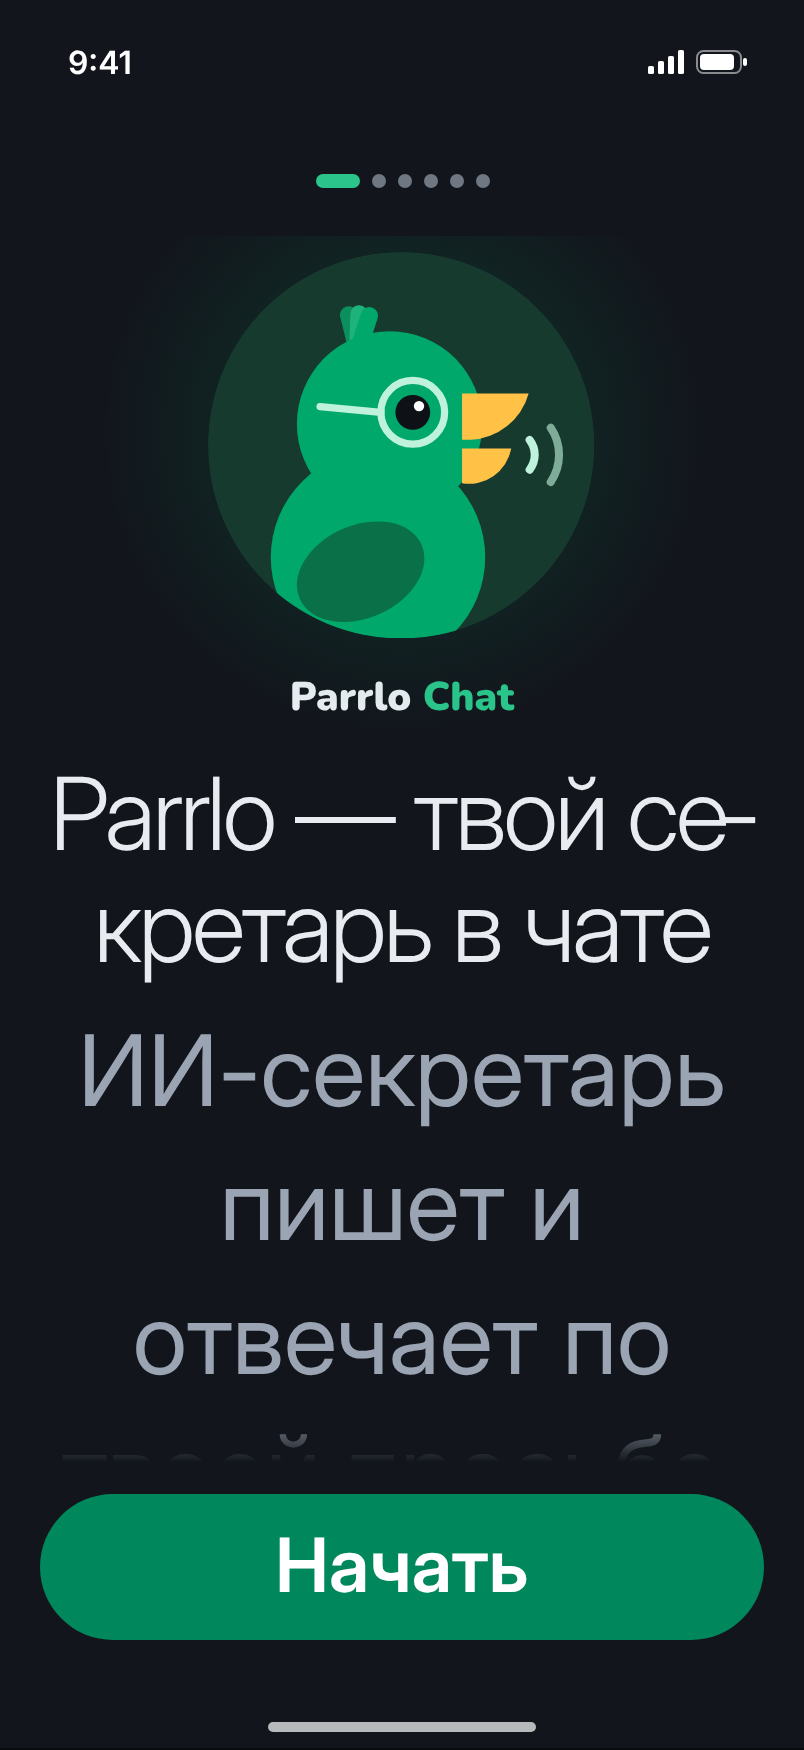 9:41
Parrlo Chat
Parrlo — твой се-
кретарь в чате
ИИ-секретарь
пишет и
отвечает по
Начать